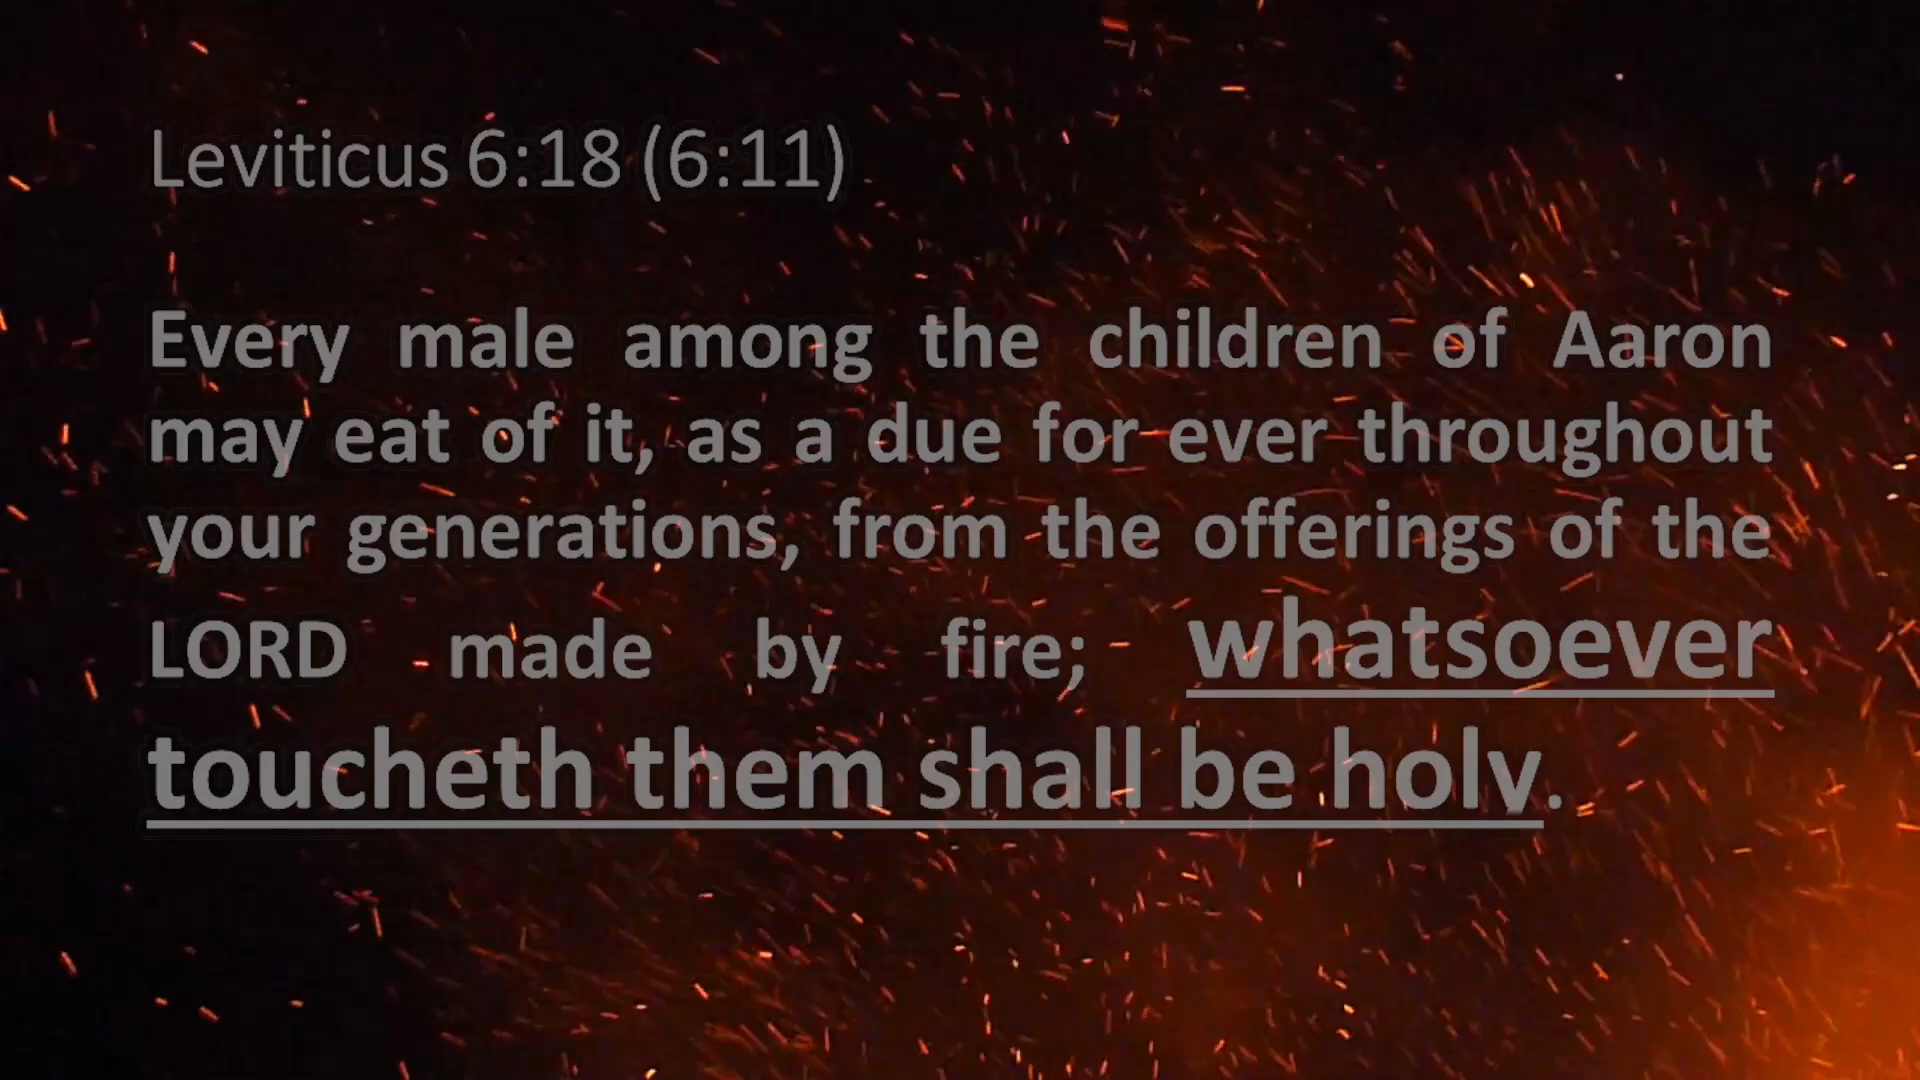 Leviticus 6:18 (6:11)
Every male among the children of Aaron
may eat of it, as a due for ever throughout
your generations, from the offerings of the
LORD made by fire; whatsoever
toucheth them shall be holy.